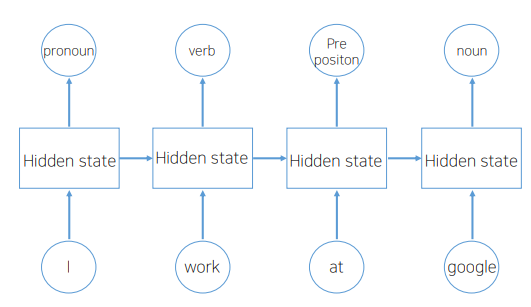 pronoun
verb
Pre
positon
noun
Hidden state
Hidden state
Hidden state
Hidden state
I
work
at
google